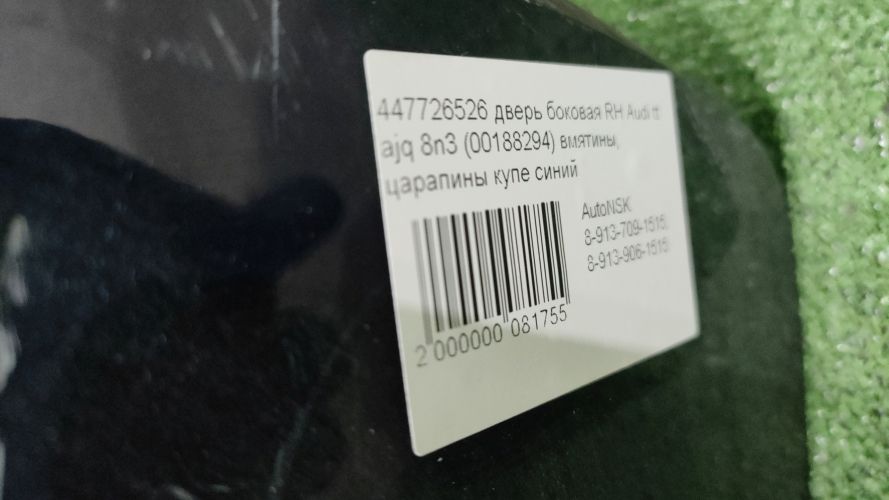 447726526 дверь боковая RH Audi tt
ajq 8n3 (00188294) вмятины,
царапины купе синий
AutoNSK:
8-913-709-1515,
8-913-906-1515
2 000000 081755